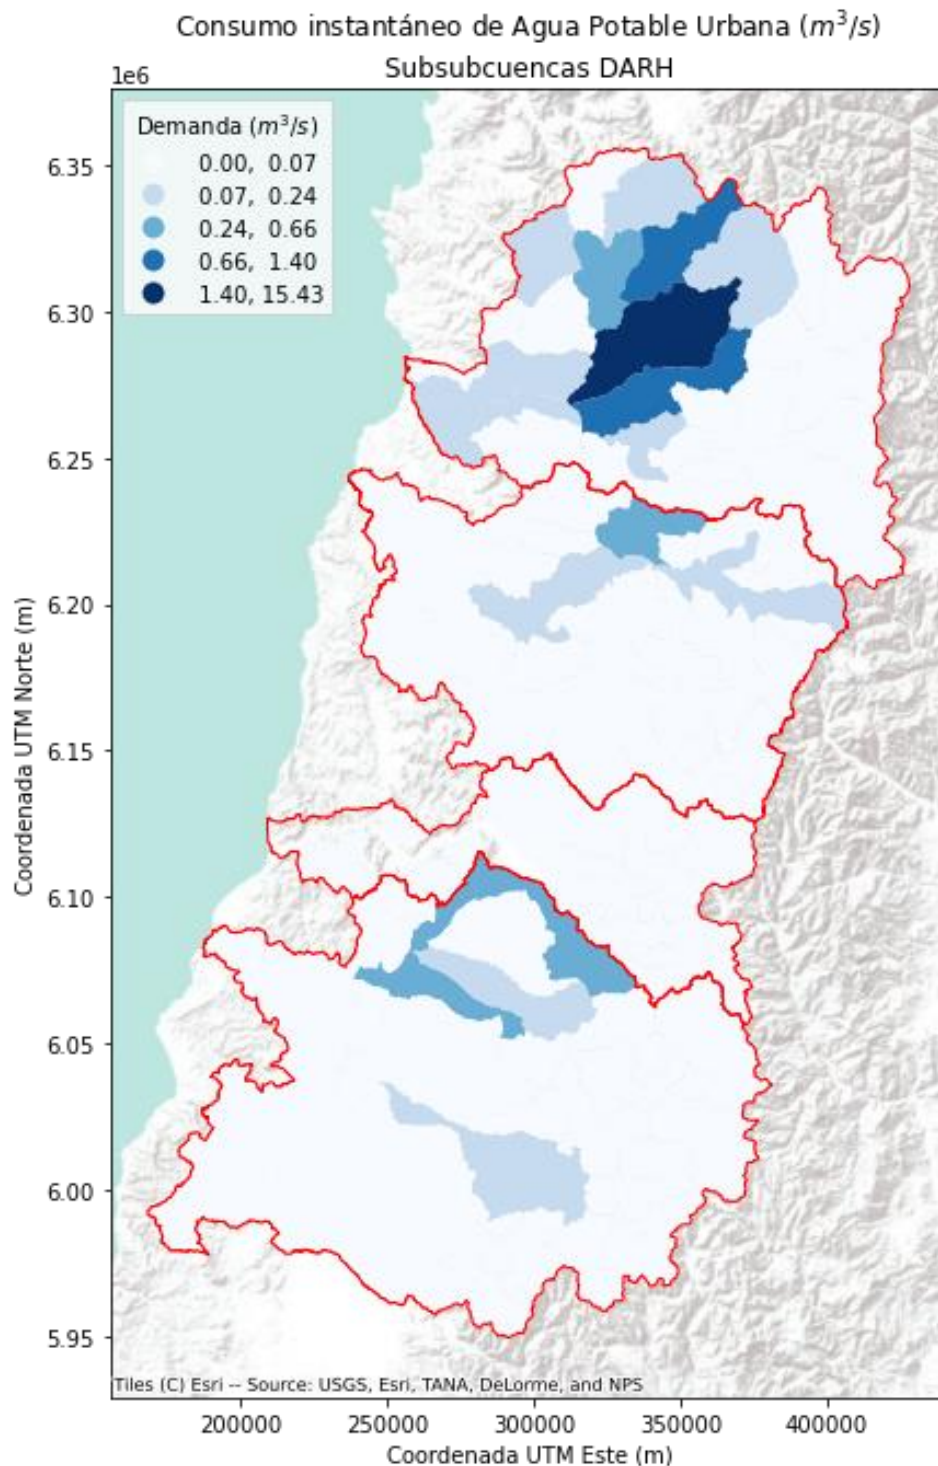 Consumo instantáneo de Agua Potable Urbana (m³/s)
Subsubcuencas DARH
1e6
Demanda (m³/s)
0.00, 0.07
0.07, 0.24
0.24, 0.66
0.66, 1.40
1.40, 15.43
6.35
6.30
6.25
6.20
6.15
6.10
6.05
6.00
5.95
Coordenada UTM Norte (m)
Tiles (C) Esri -- Source: USGS, Esri, TANA, DeLorme, and NPS
200000 250000 300000 350000 400000
Coordenada UTM Este (m)